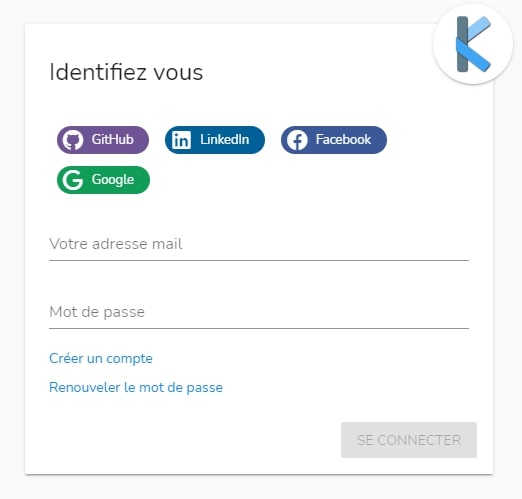 Identifiez vous
GitHub LinkedIn Facebook
Google
Votre adresse mail
Mot de passe
Créer un compte
Renouveler le mot de passe
SE CONNECTER